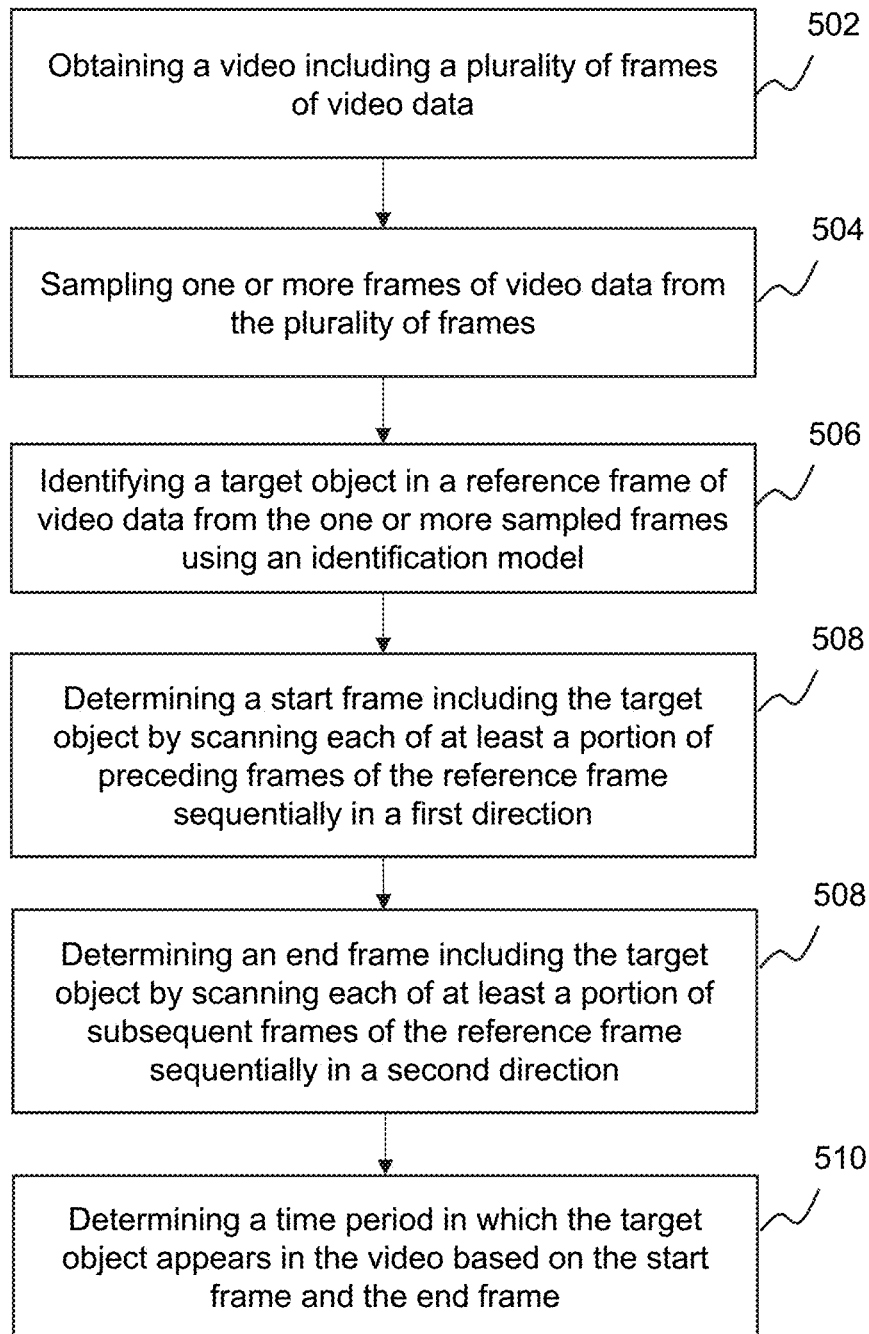 502
Obtaining a video including a plurality of frames
of video data
504
Sampling one or more frames of video data from
the plurality of frames
506
Identifying a target object in a reference frame of
video data from the one or more sampled frames
using an identification model
508
Determining a start frame including the target
object by scanning each of at least a portion of
preceding frames of the reference frame
sequentially in a first direction
508
Determining an end frame including the target
object by scanning each of at least a portion of
subsequent frames of the reference frame
sequentially in a second direction
510
Determining a time period in which the target
object appears in the video based on the start
frame and the end frame